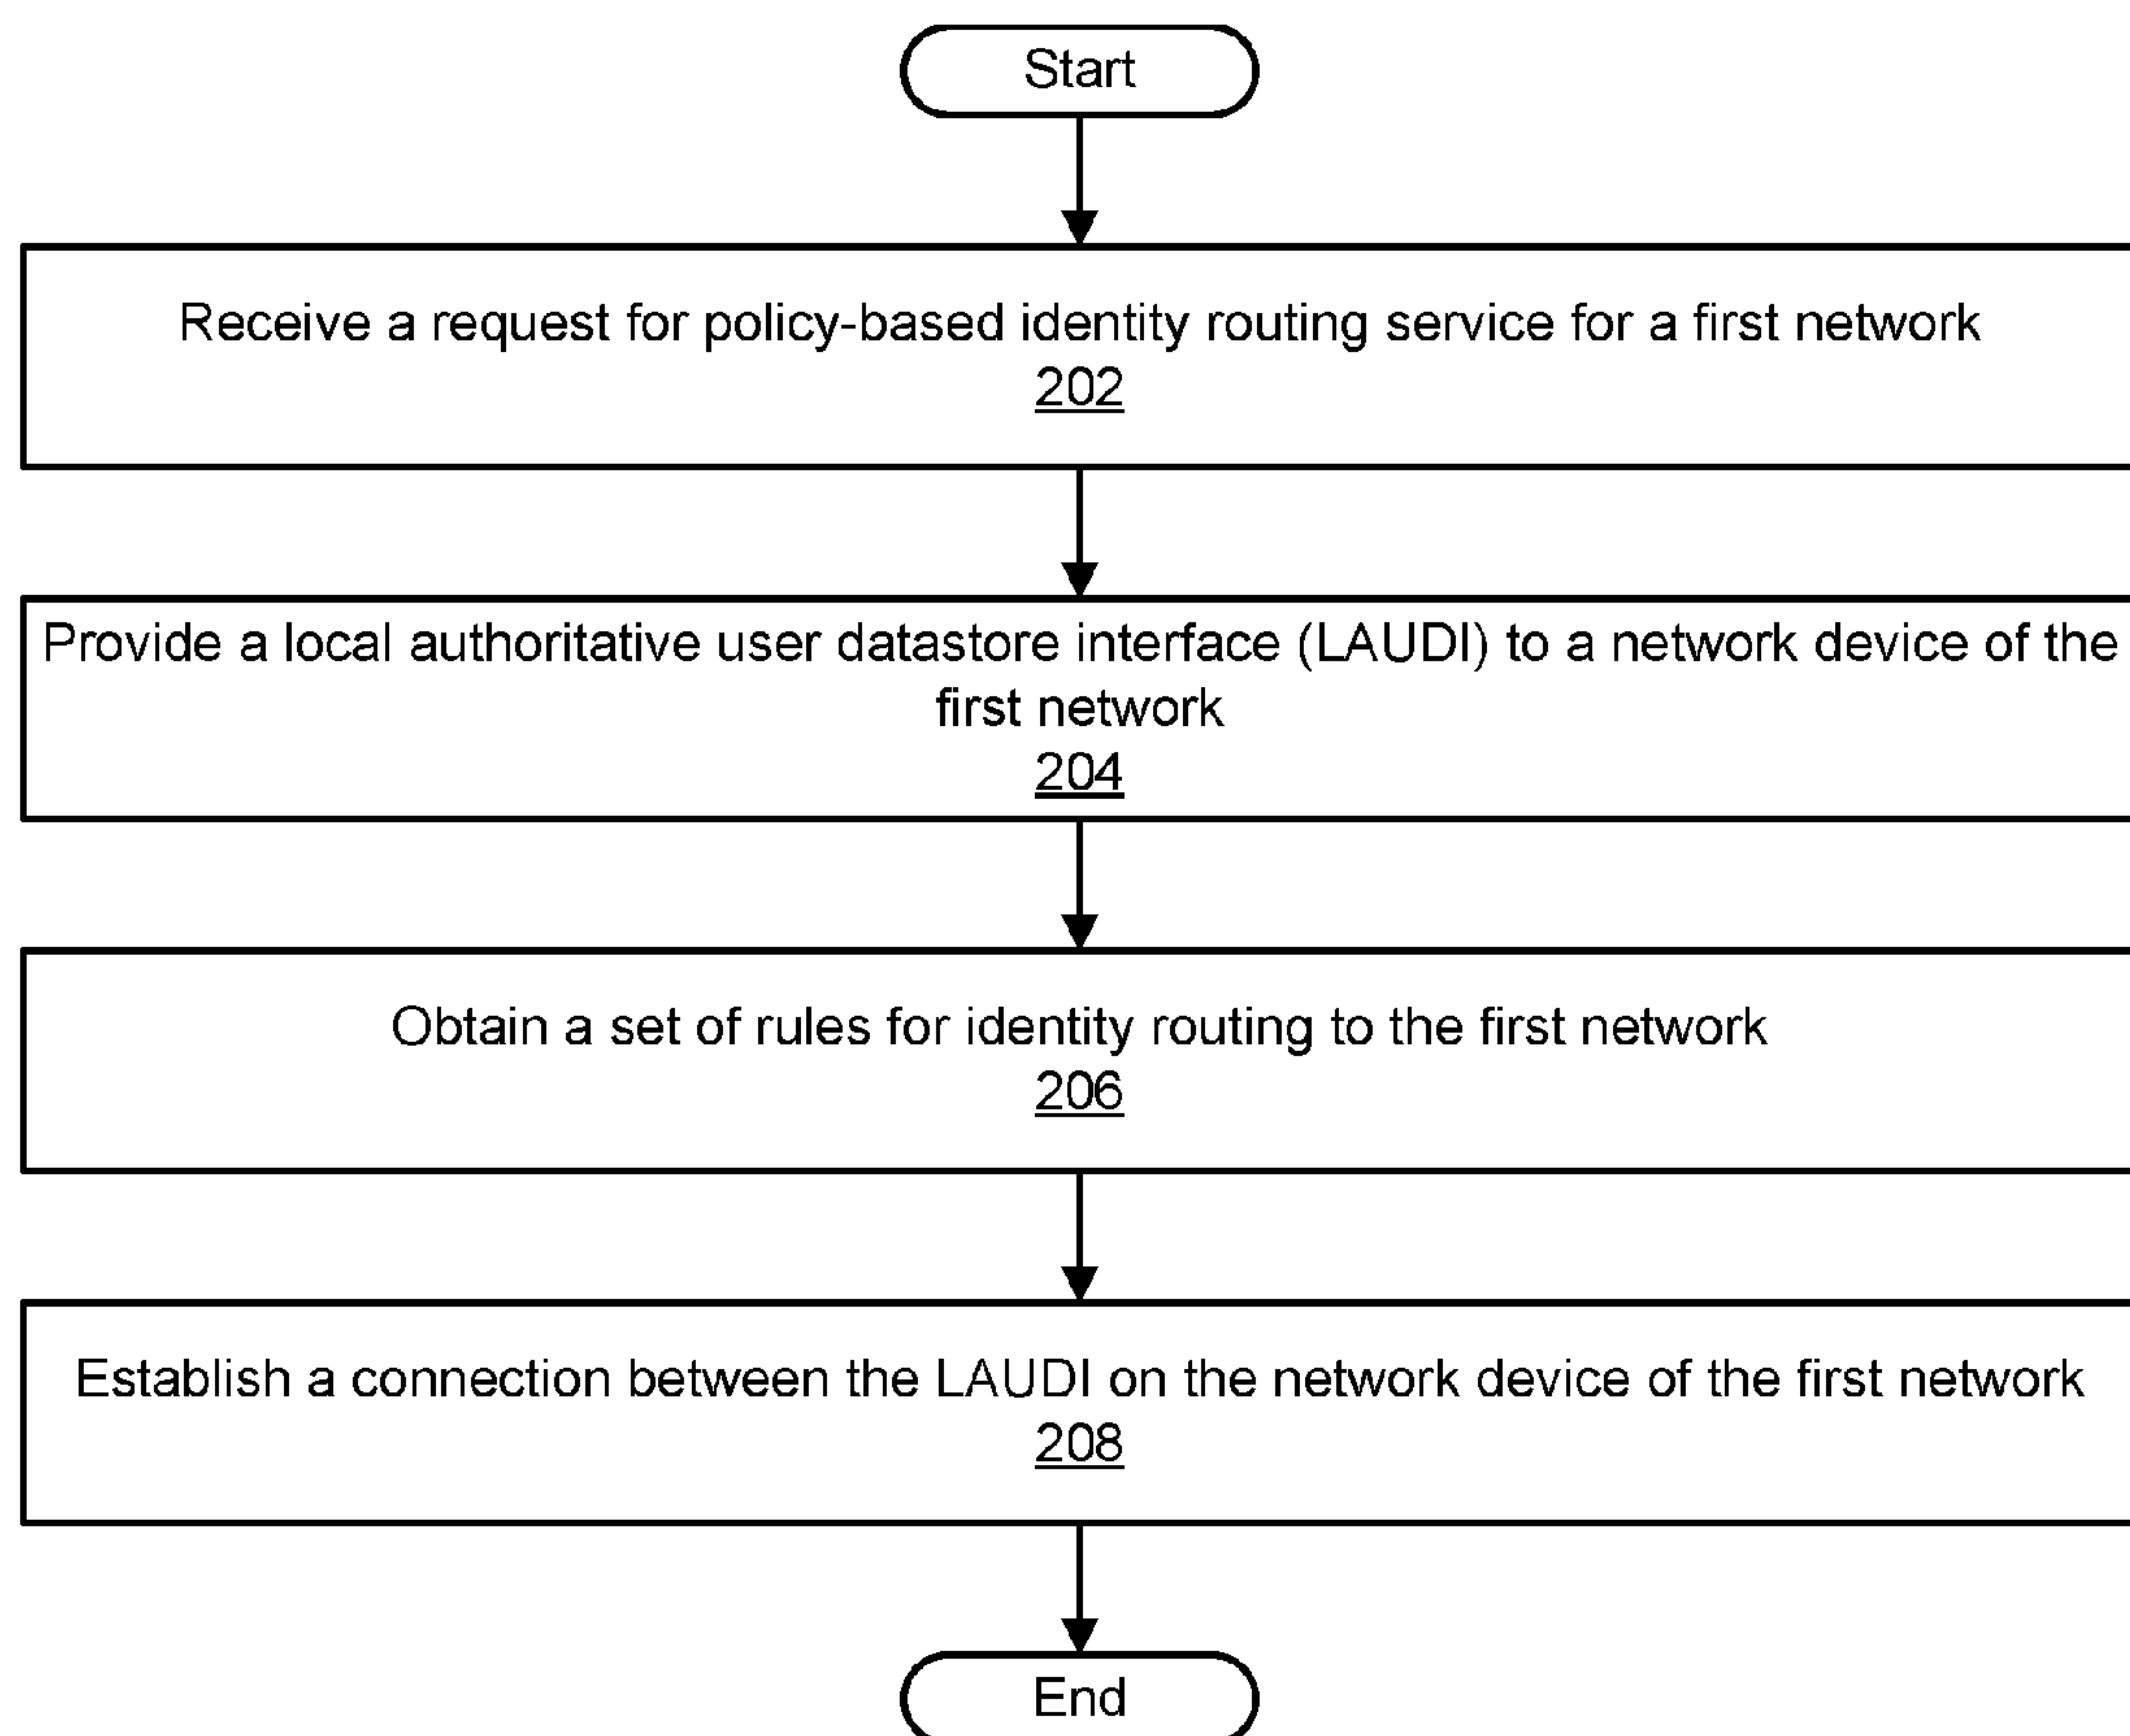 Start
Receive a request for policy-based identity routing service for a first network
202
Provide a local authoritative user datastore interface (LAUDI) to a network device of the
first network
204
Obtain a set of rules for identity routing to the first network
206
Establish a connection between the LAUDI on the network device of the first network
208
End